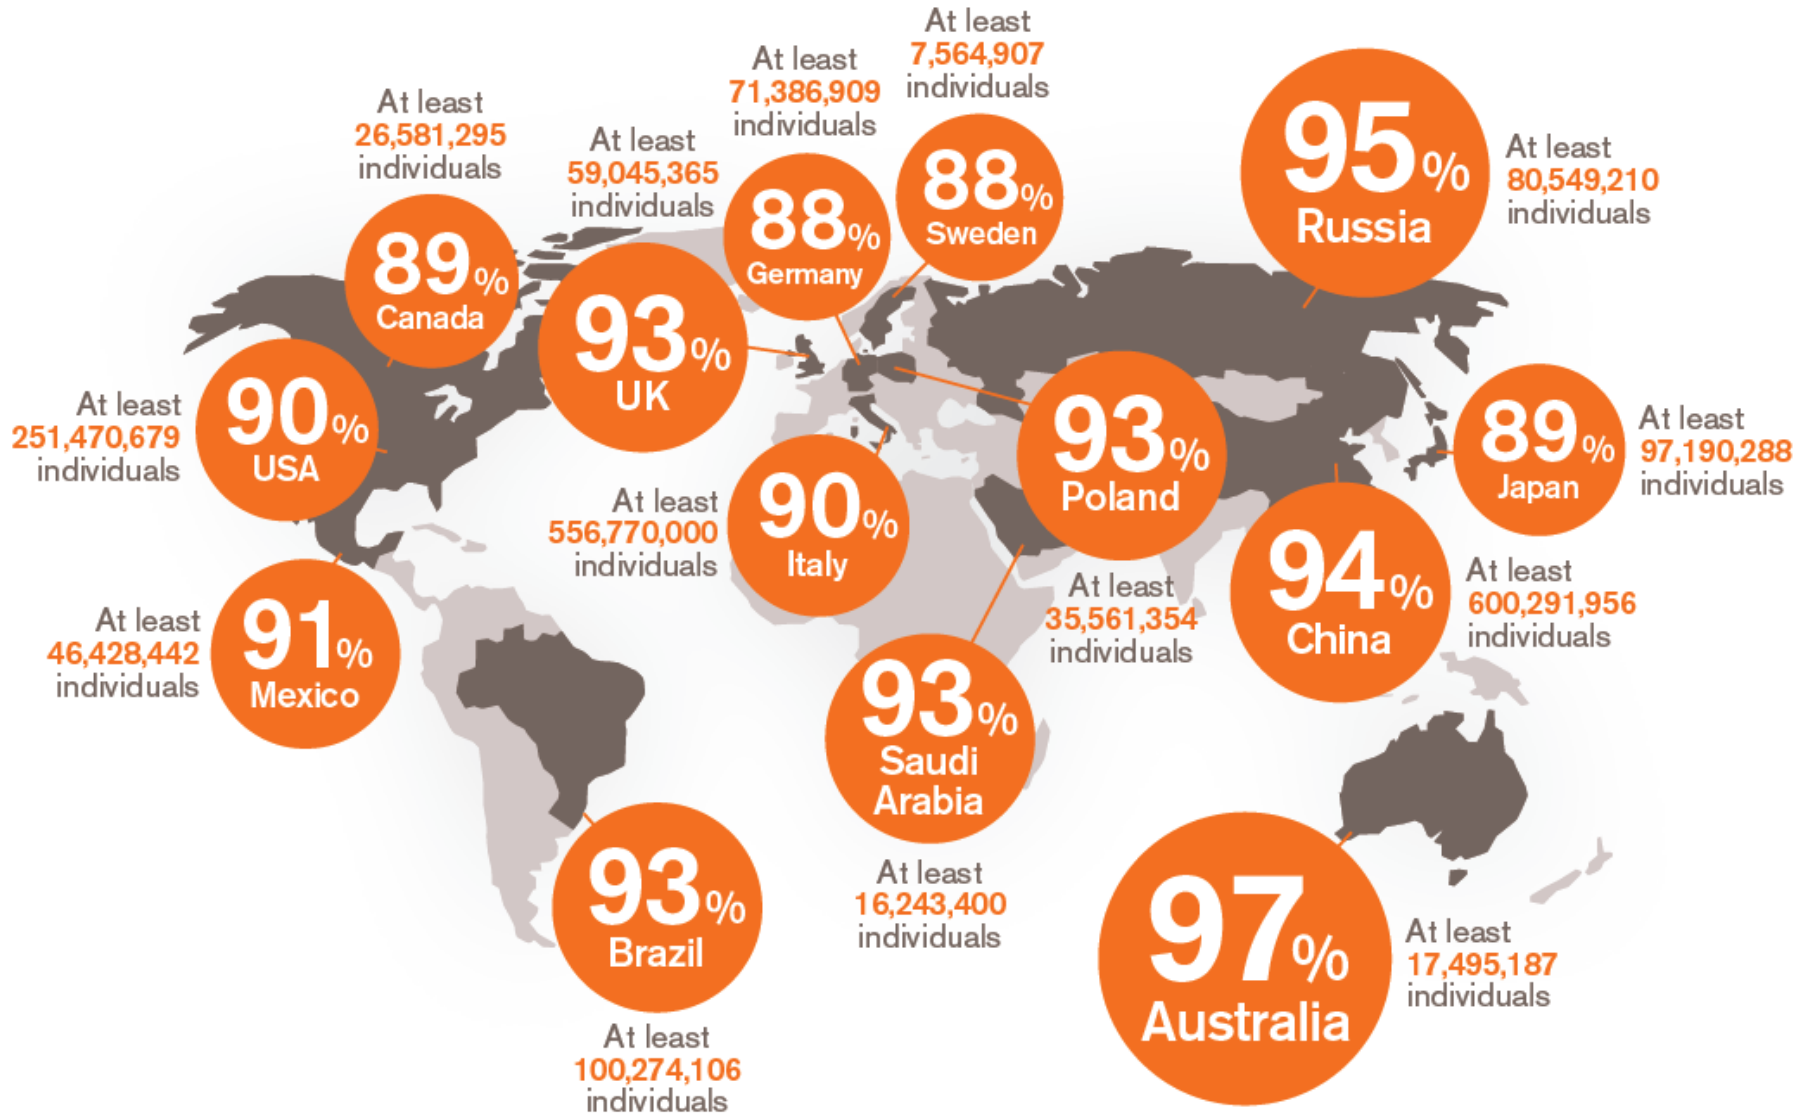 At least
7,564,907
individuals
88%
Sweden
At least
71,386,909
individuals
88%
Germany
At least
26,581,295
individuals
89%
Canada
At least
59,045,365
individuals
93%
UK
95%
Russia
At least
80,549,210
individuals
At least
251,470,679
individuals
90%
USA
At least
556,770,000
individuals
90%
Italy
93%
Poland
At least
35,561,354
individuals
89%
Japan
At least
97,190,288
individuals
94%
China
At least
600,291,956
individuals
At least
46,428,442
individuals
91%
Mexico
93%
Saudi
Arabia
At least
16,243,400
individuals
93%
Brazil
At least
100,274,106
individuals
97%
Australia
At least
17,495,187
individuals